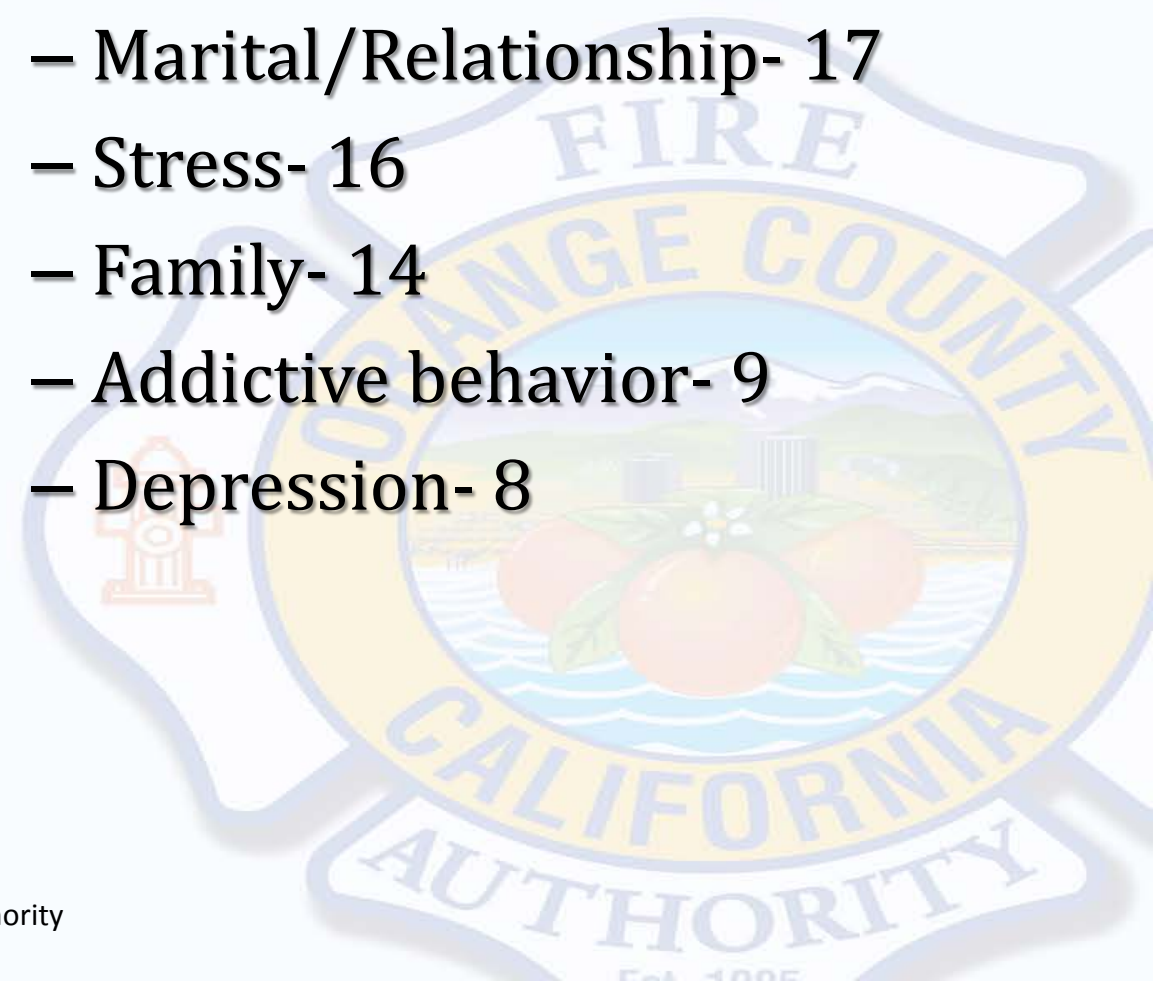 – Marital/Relationship- 17
– Stress- 16
– Family- 14
– Addictive behavior- 9
– Depression- 8
FIRE
ORANGE COUNTY
CALIFORNIA
AUTHORITY
ority